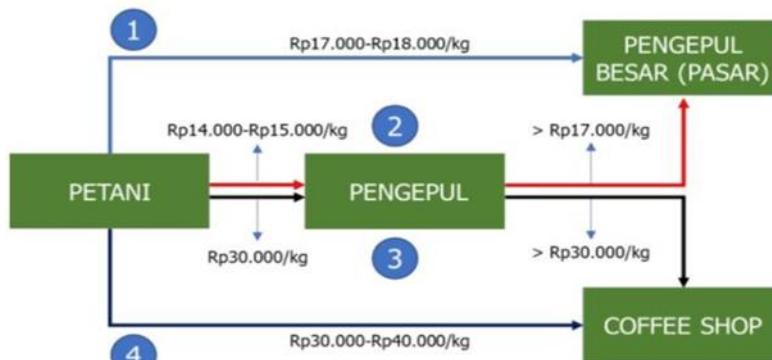 1
Rp17.000-Rp18.000/kg
PENGEPUL
BESAR (PASAR)
Rp14.000-Rp15.000/kg
2
> Rp17.000/kg
PETANI
PENGEPUL
Rp30.000/kg
3
> Rp30.000/kg
COFFEE SHOP
4
Rp30.000-Rp40.000/kg